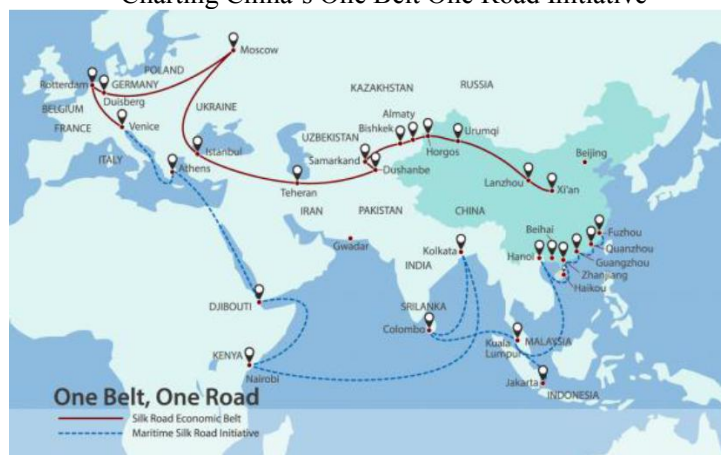 Charting China's One Belt One Road Initiative
Moscow
POLAND
Rotterdam
GERMANY
Duisberg
KAZAKHSTAN
RUSSIA
BELGIUM
UKRAINE
Almaty
FRANCE
Venice
Bishkek
Urumqi
UZBEKISTAN
Istanbul
Horgos
Beijing
ITALY
Athens
Samarkand
Dushanbe
Lanzhou
Xi'an
Teheran
IRAN
PAKISTAN
CHINA
Beihai
Fuzhou
Gwadar
Kolkata
Hanoi
Quanzhou
INDIA
Guangzhou
Zhanjiang
Haikou
DJIBOUTI
SRILANKA
Colombo
Kuala
Lumpur
MALAYSIA
KENYA
Nairobi
Jakarta
INDONESIA
One Belt, One Road
Silk Road Economic Belt
Maritime Silk Road Initiative